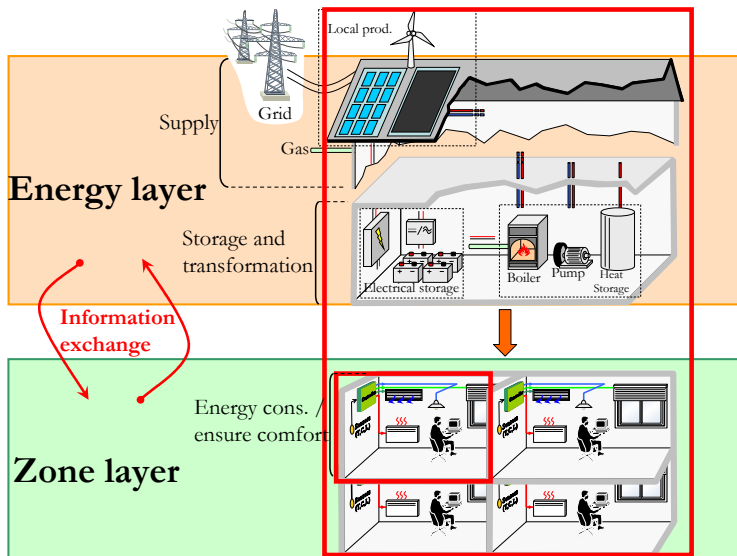 Local prod.
Grid
Supply
Gas
Energy layer
Storage and
transformation
=/≈
Electrical storage
Boiler
Pump
Heat
Storage
Information
exchange
Energy cons. /
ensure comfort
Zone layer